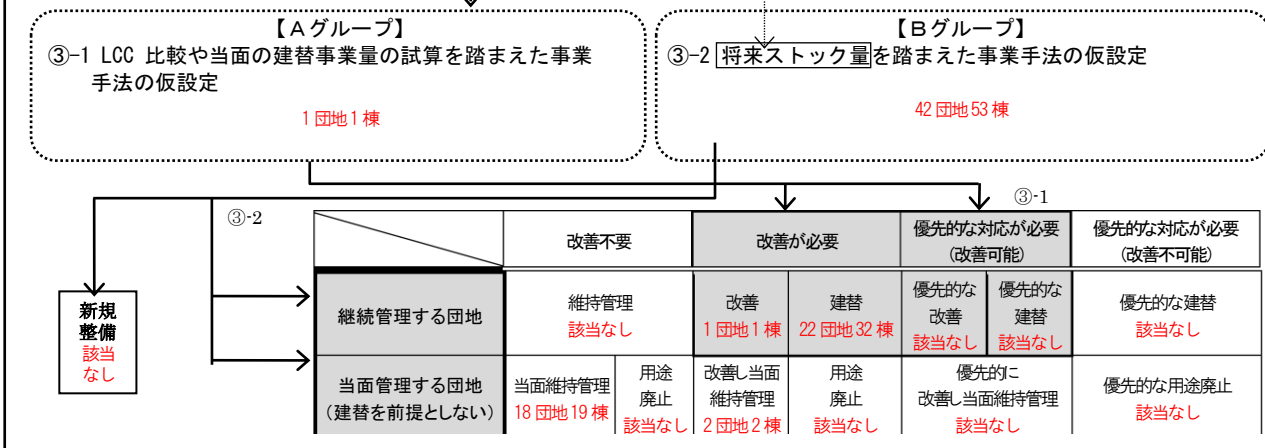 【Aグループ】
③-1 LCC 比較や当面の建替事業量の試算を踏まえた事業
手法の仮設定
1団地1棟
【Bグループ】
③-2 将来ストック量を踏まえた事業手法の仮設定
42団地53棟
③-2
③-1
改善不要
改善が必要
優先的な対応が必要
(改善可能)
優先的な対応が必要
(改善不可能)
新規
整備
該当
なし
継続管理する団地
維持管理
該当なし
改善
1団地1棟
建替
22団地32棟
優先的な
改善
該当なし
優先的な
建替
該当なし
優先的な建替
該当なし
当面管理する団地
(建替を前提としない)
当面維持管理
18団地19棟
用途
廃止
該当なし
改善し当面
維持管理
2団地2棟
用途
廃止
該当なし
優先的に
改善し当面維持管理
該当なし
優先的な用途廃止
該当なし